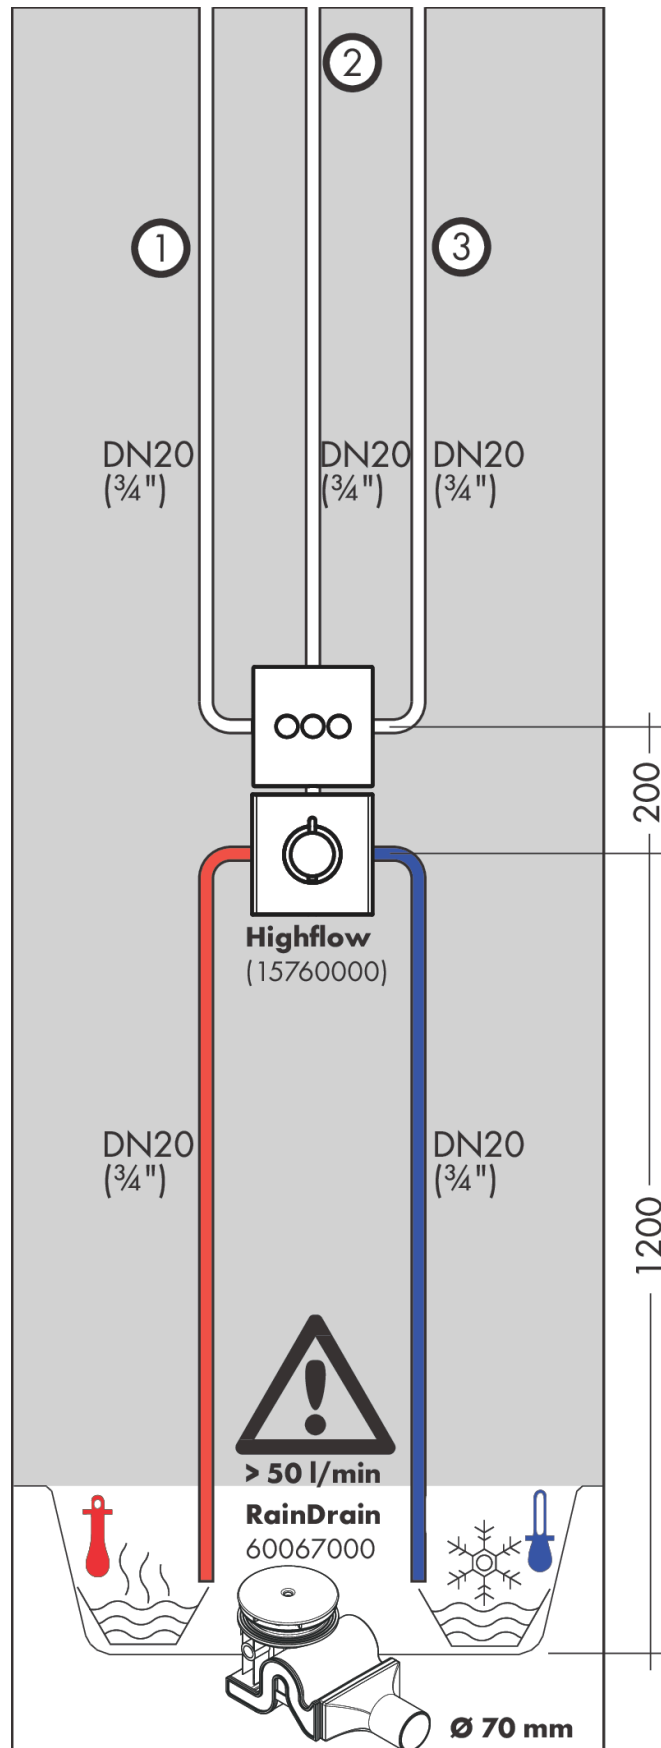 2
1
3
DN20
(¾")
DN20
(¾")
DN20
(¾")
200
Highflow
(15760000)
DN20
(¾")
DN20
(¾")
1200
> 50 l/min
RainDrain
60067000
Ø 70 mm